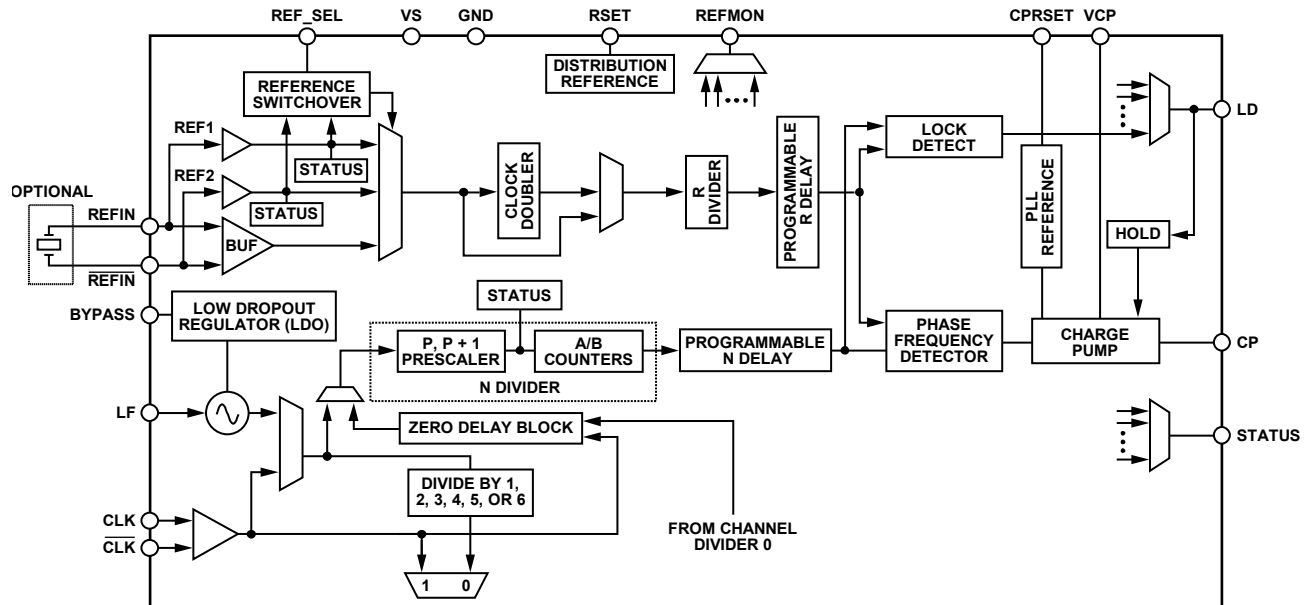 REF_SEL
VS
GND
RSET
REFMON
CPRSET
VCP
REFERENCE
SWITCHOVER
DISTRIBUTION
REFERENCE
REF1
STATUS
REF2
STATUS
OPTIONAL
REFIN
REFIN
BUF
CLOCK
DOUBLER
R
DIVIDER
PROGRAMMABLE
R DELAY
LOCK
DETECT
PLL
REFERENCE
HOLD
LD
BYPASS
LOW DROPOUT
REGULATOR (LDO)
STATUS
P, P + 1
PRESCALER
A/B
COUNTERS
N DIVIDER
PROGRAMMABLE
N DELAY
PHASE
FREQUENCY
DETECTOR
CHARGE
PUMP
CP
LF
ZERO DELAY BLOCK
STATUS
DIVIDE BY 1,
2, 3, 4, 5, OR 6
CLK
CLK
FROM CHANNEL
DIVIDER 0
1 0